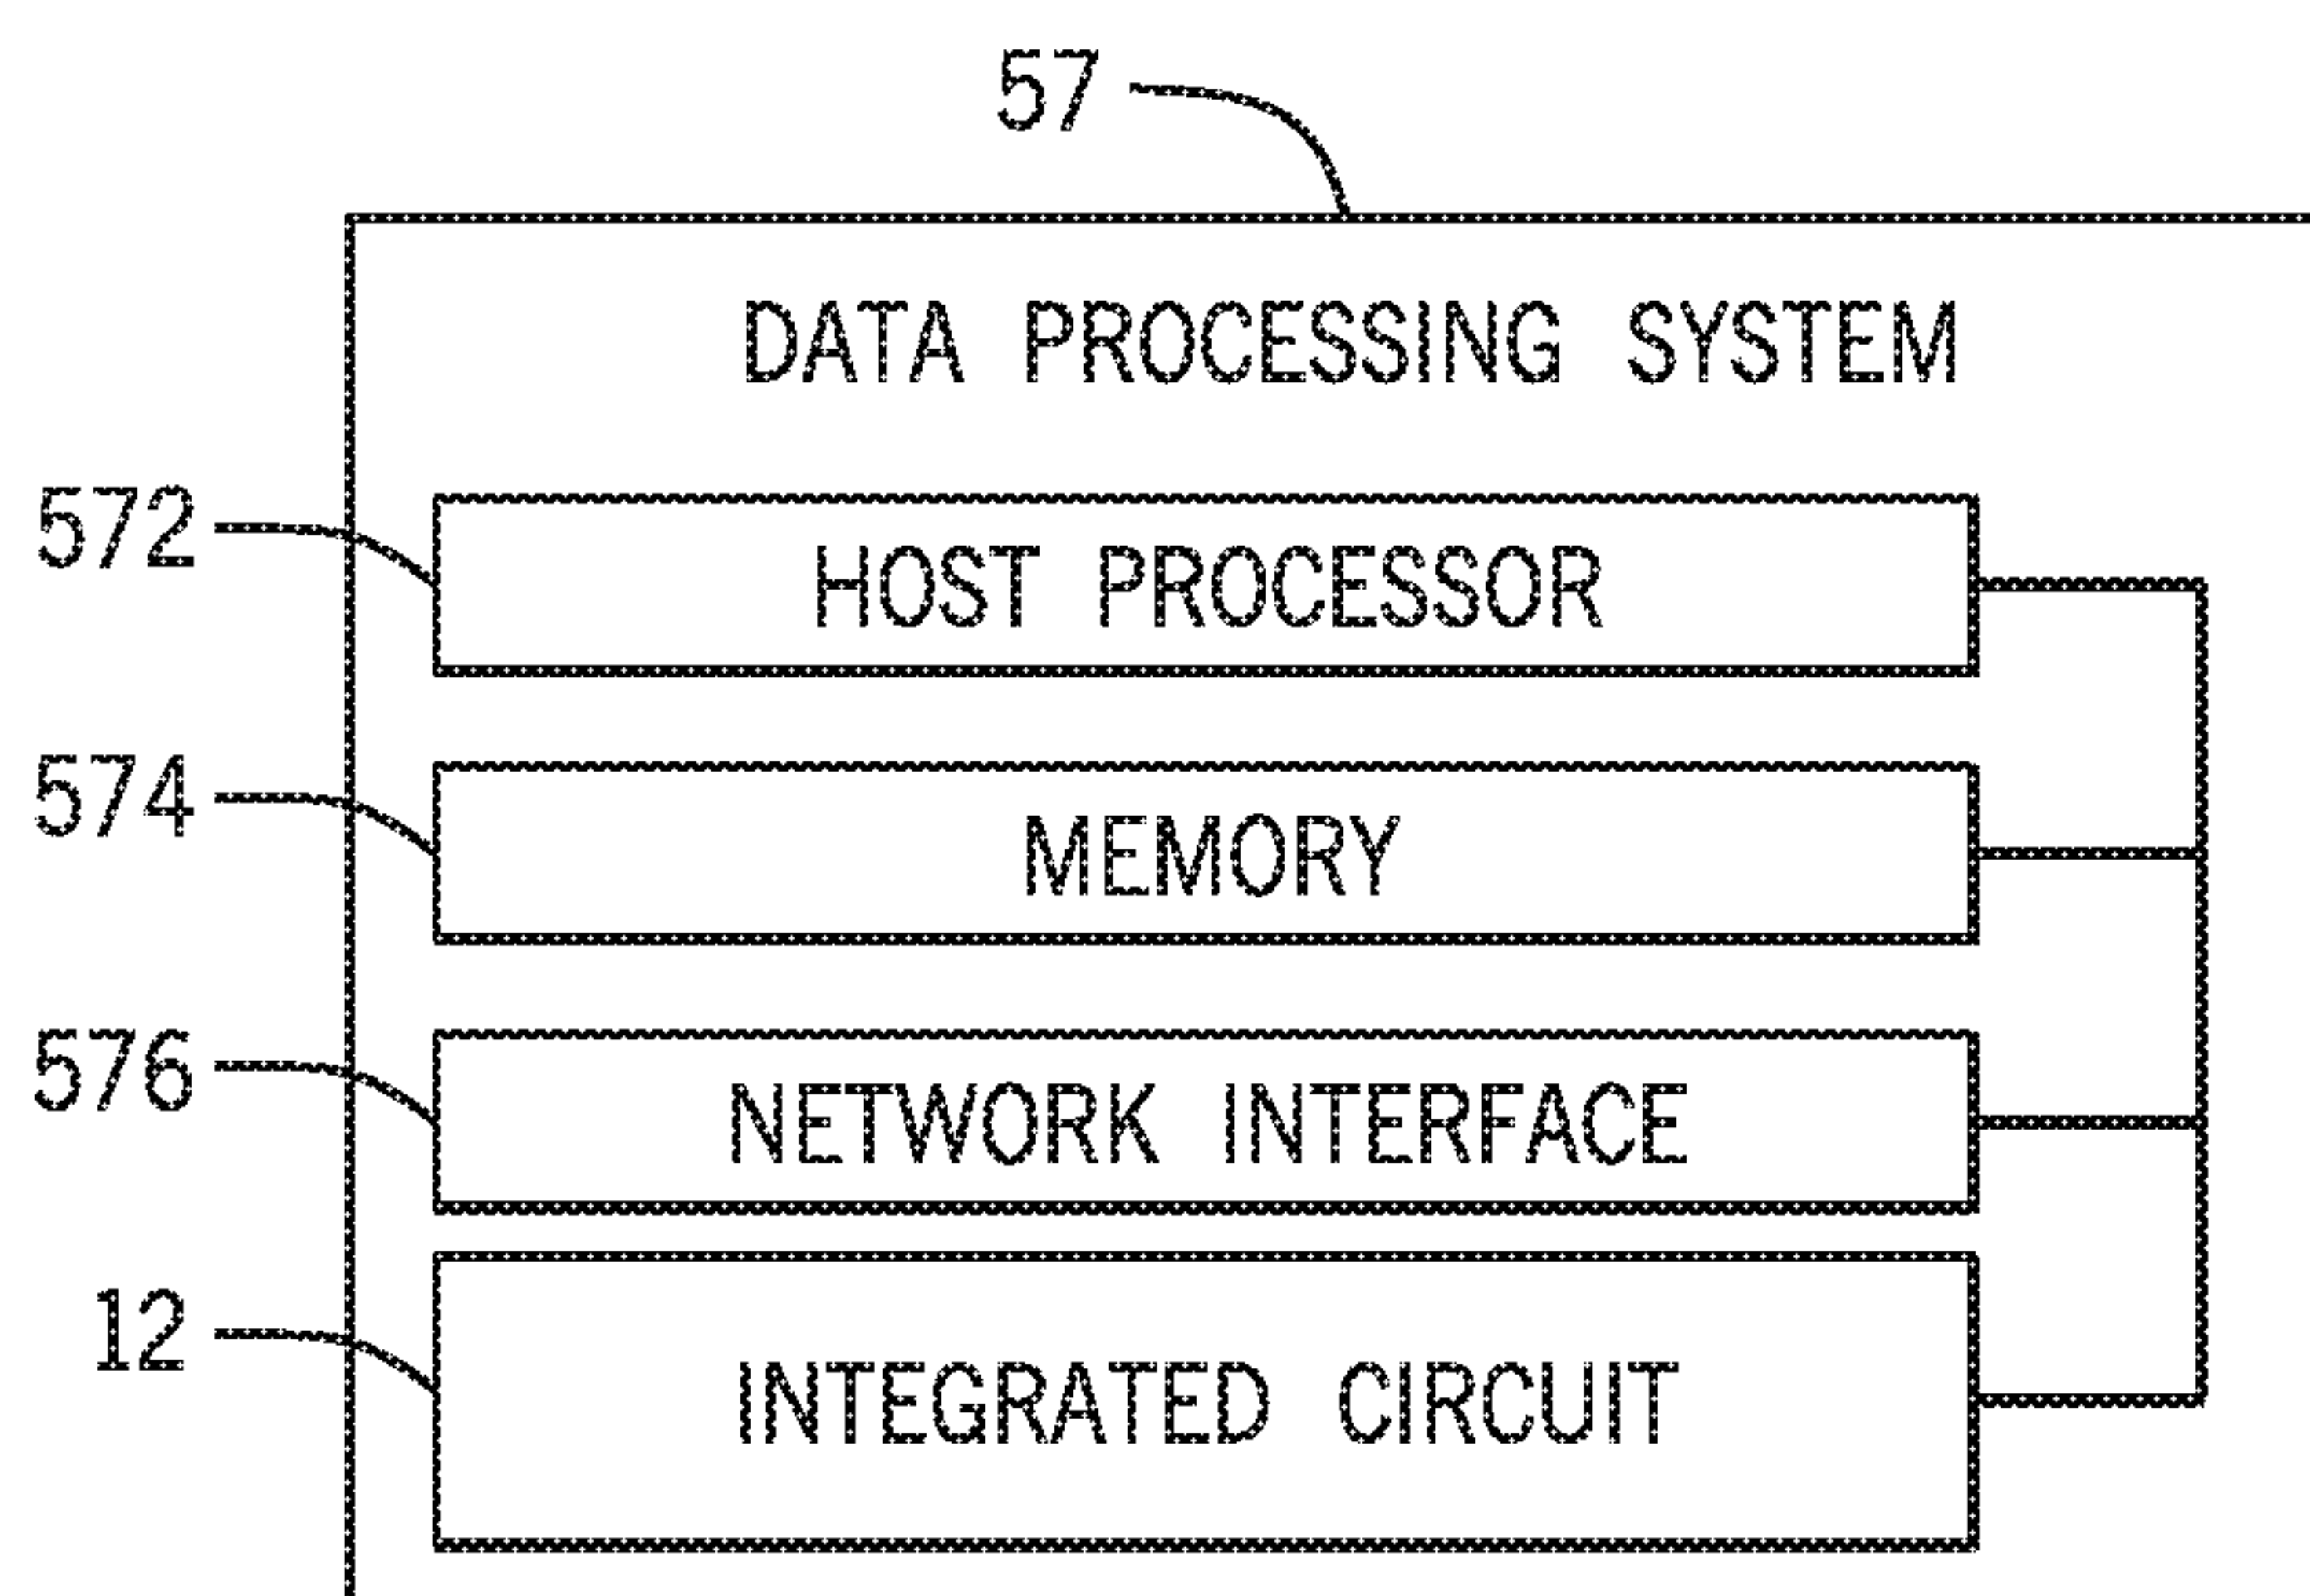 57
DATA PROCESSING SYSTEM
572
HOST PROCESSOR
574
MEMORY
576
NETWORK INTERFACE
12
INTEGRATED CIRCUIT